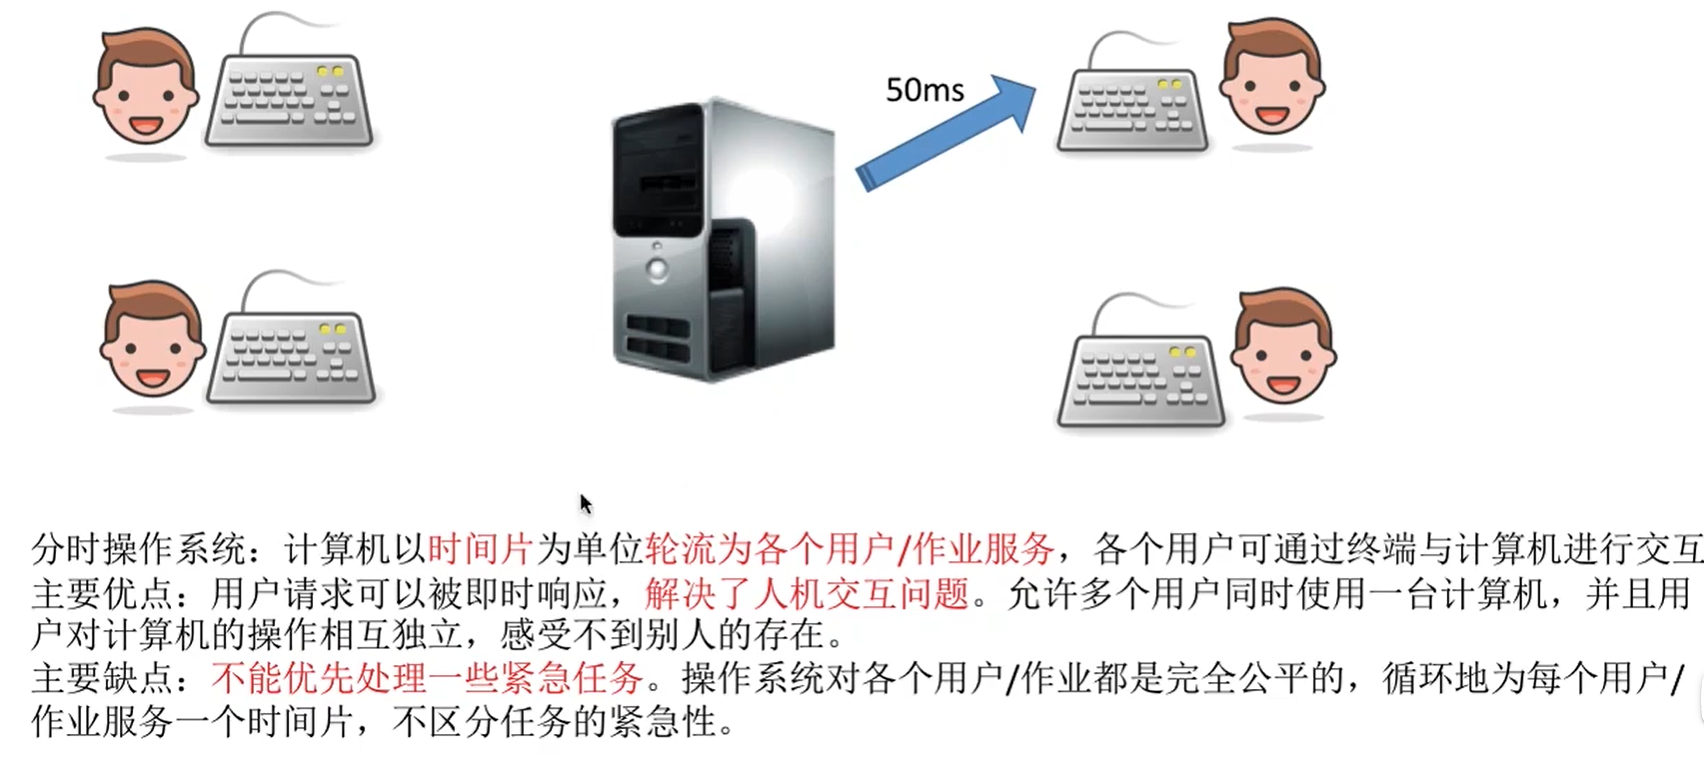 50ms
分时操作系统：计算机以时间片为单位轮流为各个用户/作业服务，各个用户可通过终端与计算机进行交互
主要优点：用户请求可以被即时响应，解决了人机交互问题。允许多个用户同时使用一台计算机，并且用
户对计算机的操作相互独立，感受不到别人的存在。
主要缺点：不能优先处理一些紧急任务。操作系统对各个用户/作业都是完全公平的，循环地为每个用户/
作业服务一个时间片，不区分任务的紧急性。